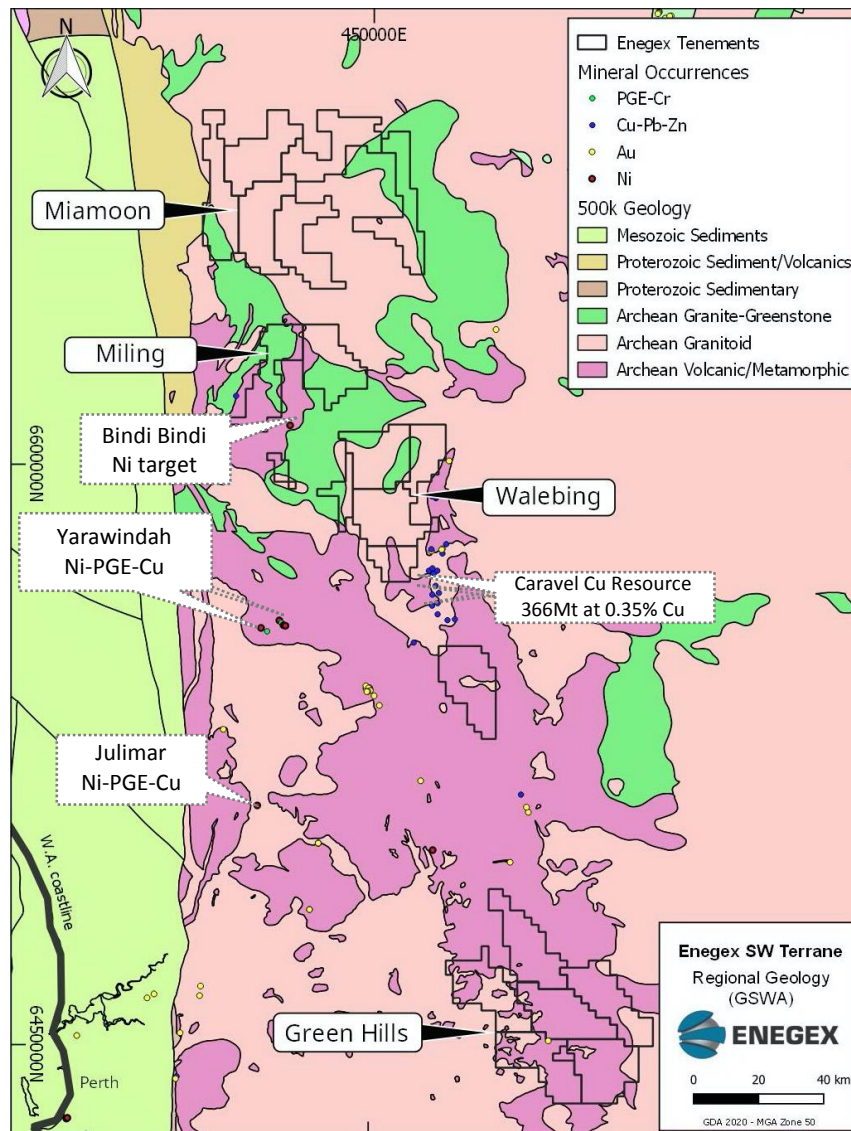 N
450000E
Enegex Tenements
Mineral Occurrences
PGE-Cr
Cu-Pb-Zn
Au
Ni
500k Geology
Mesozoic Sediments
Proterozoic Sediment/Volcanics
Proterozoic Sedimentary
Archean Granite-Greenstone
Archean Granitoid
Archean Volcanic/Metamorphic
Miamoon
Miling
Bindi Bindi
Ni target
6600000N
Walebing
Yarawindah
Ni-PGE-Cu
Caravel Cu Resource
366Mt at 0.35% Cu
Julimar
Ni-PGE-Cu
W.A. coastline
6450000N
Perth
Green Hills
Enegex SW Terrane
Regional Geology
(GSWA)
ENEGEX
0 20 40 km
GDA 2020 - MGA Zone 50